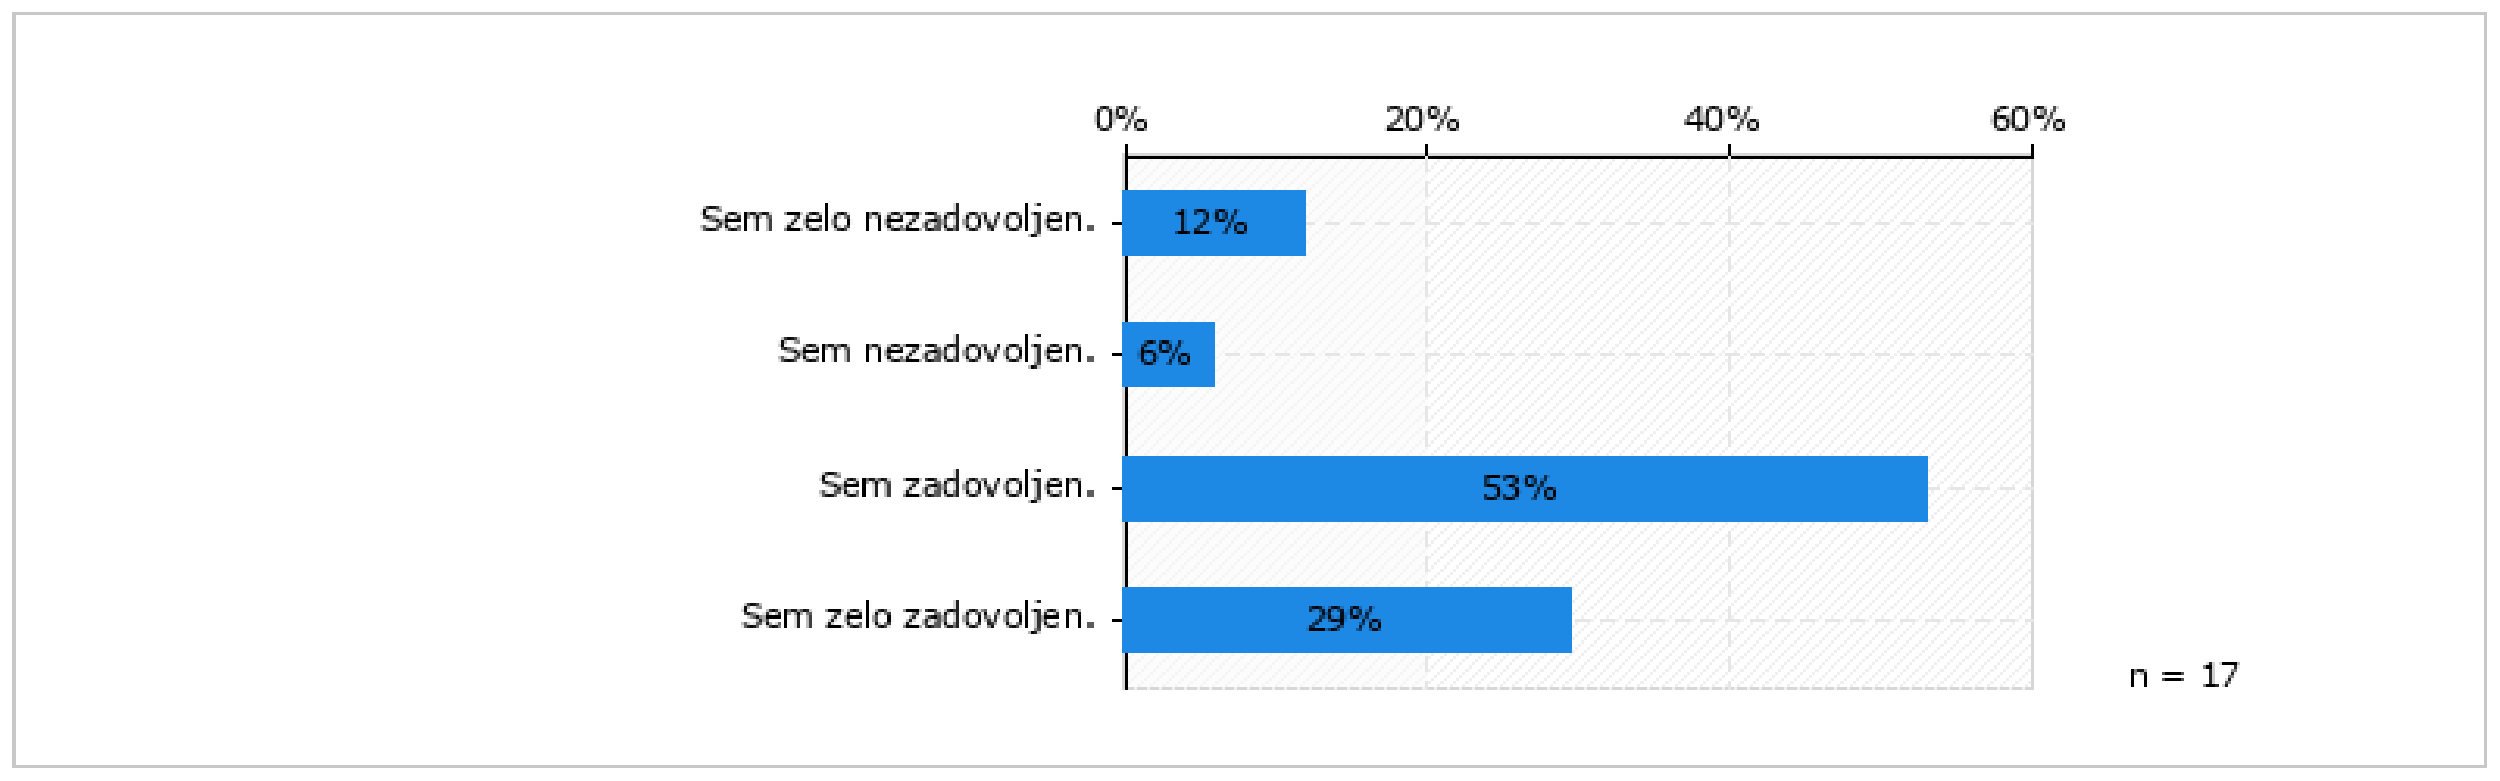 0% 20% 40% 60%
Sem zelo nezadovoljen. 12%
Sem nezadovoljen. 6%
Sem zadovoljen. 53%
Sem zelo zadovoljen. 29%
n = 17